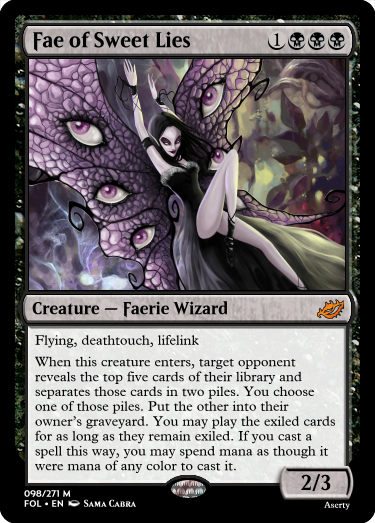 Fae of Sweet Lies 1
Creature — Faerie Wizard
Flying, deathtouch, lifelink
When this creature enters, target opponent
reveals the top five cards of their library and
separates those cards in two piles. You choose
one of those piles. Put the other into their
owner's graveyard. You may play the exiled cards
for as long as they remain exiled. If you cast a
spell this way, you may spend mana as though it
were mana of any color to cast it.
2/3
098/271 M
FOL • EN Sama Cabra
Aserty